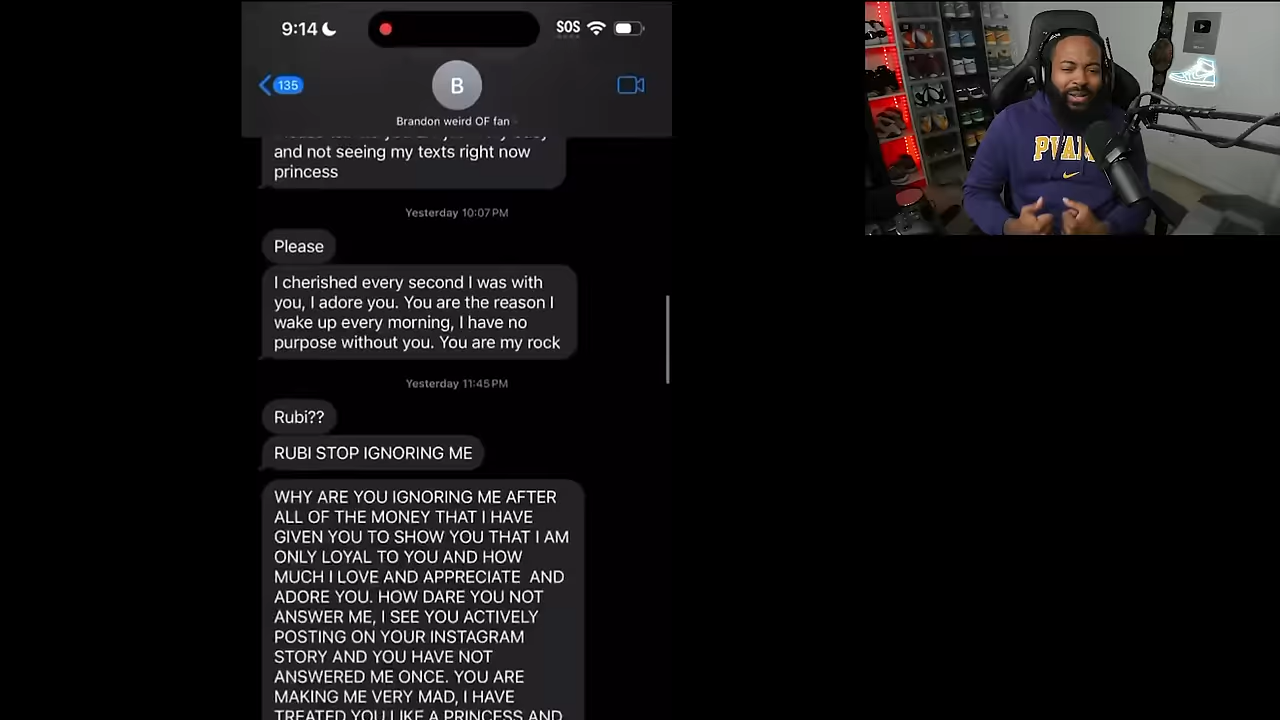 9:14
SOS
135
B
Brandon weird OF fan
and not seeing my texts right now
princess
Yesterday 10:07 PM
Please
I cherished every second I was with
you, I adore you. You are the reason I
wake up every morning, I have no
purpose without you. You are my rock
Yesterday 11:45 PM
Rubi??
RUBI STOP IGNORING ME
WHY ARE YOU IGNORING ME AFTER
ALL OF THE MONEY THAT I HAVE
GIVEN YOU TO SHOW YOU THAT I AM
ONLY LOYAL TO YOU AND HOW
MUCH I LOVE AND APPRECIATE AND
ADORE YOU. HOW DARE YOU NOT
ANSWER ME, I SEE YOU ACTIVELY
POSTING ON YOUR INSTAGRAM
STORY AND YOU HAVE NOT
ANSWERED ME ONCE. YOU ARE
MAKING ME VERY MAD, I HAVE
TREATED YOU LIKE A PRINCESS AND